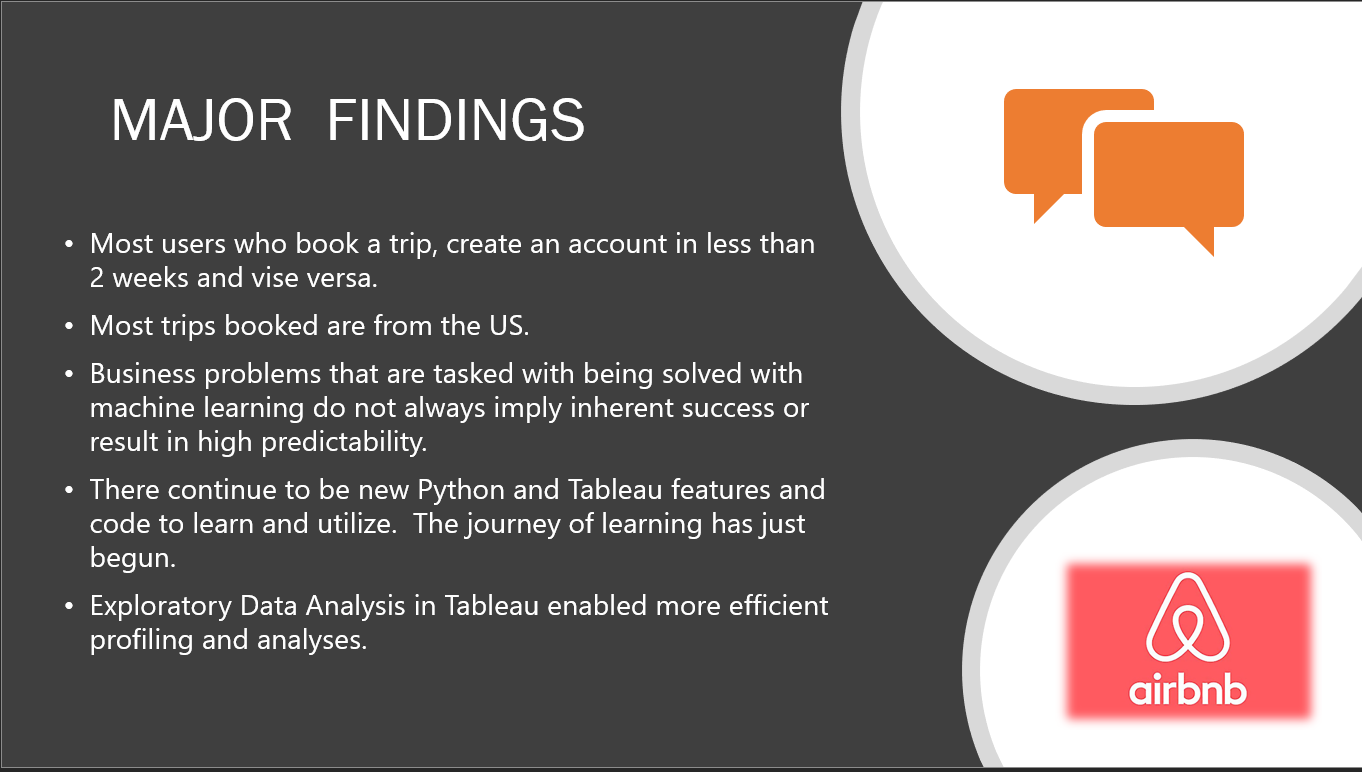 MAJOR FINDINGS
• Most users who book a trip, create an account in less than
2 weeks and vise versa.
• Most trips booked are from the US.
• Business problems that are tasked with being solved with
machine learning do not always imply inherent success or
result in high predictability.
• There continue to be new Python and Tableau features and
code to learn and utilize.  The journey of learning has just
begun.
• Exploratory Data Analysis in Tableau enabled more efficient
profiling and analyses.
airbnb